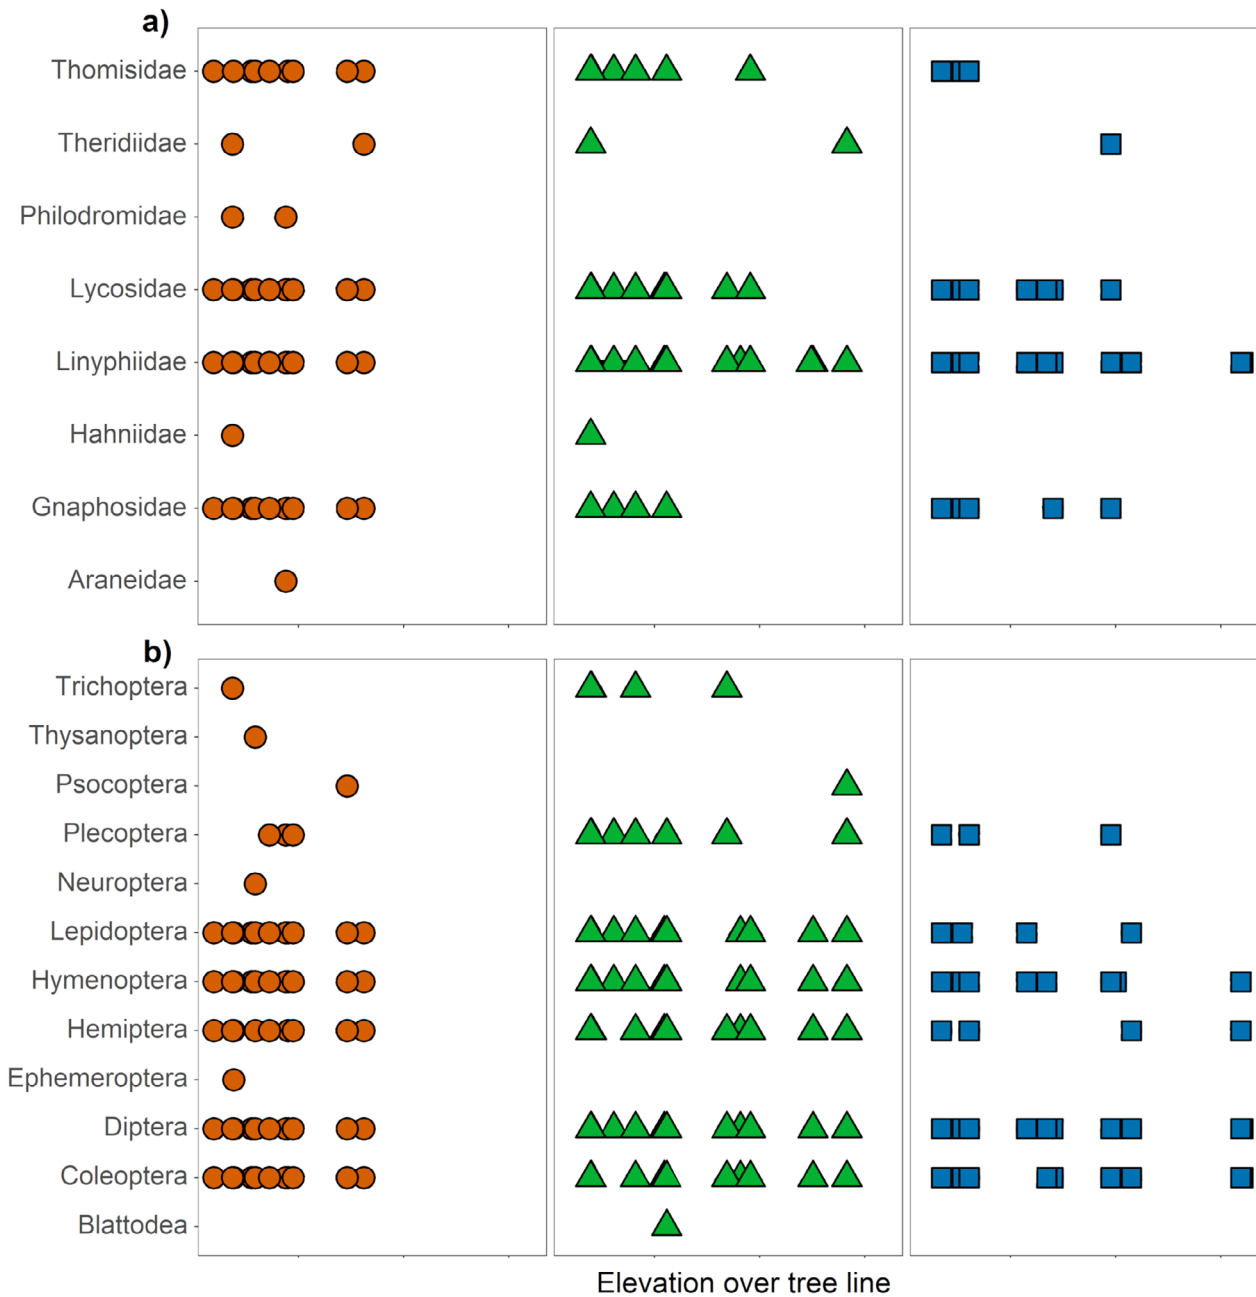 a)
Thomisidae
Theridiidae
Philodromidae
Lycosidae
Linyphiidae
Hahniidae
Gnaphosidae
Araneidae
b)
Trichoptera
Thysanoptera
Psocoptera
Plecoptera
Neuroptera
Lepidoptera
Hymenoptera
Hemiptera
Ephemeroptera
Diptera
Coleoptera
Blattodea
Elevation over tree line